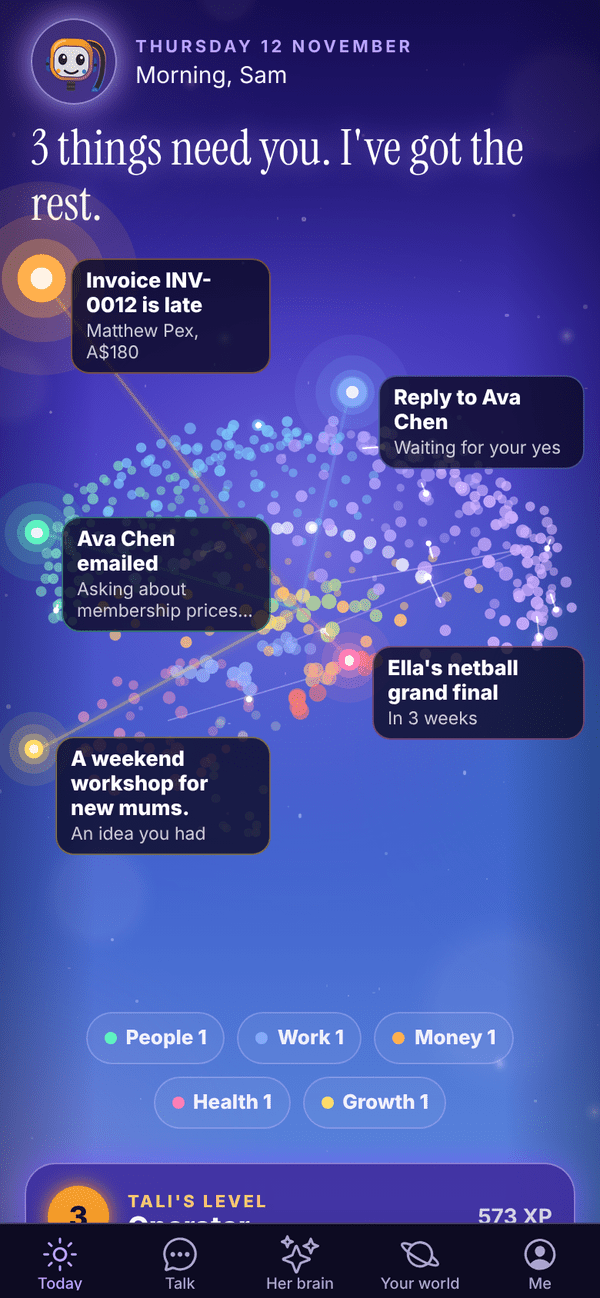 THURSDAY 12 NOVEMBER
Morning, Sam
3 things need you. I've got the
rest.
Invoice INV-
0012 is late
Matthew Pex,
A$180
Reply to Ava
Chen
Waiting for your yes
Ava Chen
emailed
Asking about
membership prices...
Ella's netball
grand final
In 3 weeks
A weekend
workshop for
new mums.
An idea you had
People 1
Work 1
Money 1
Health 1
Growth 1
3
TALI'S LEVEL
Operator
573 XP
Today
Talk
Her brain
Your world
Me